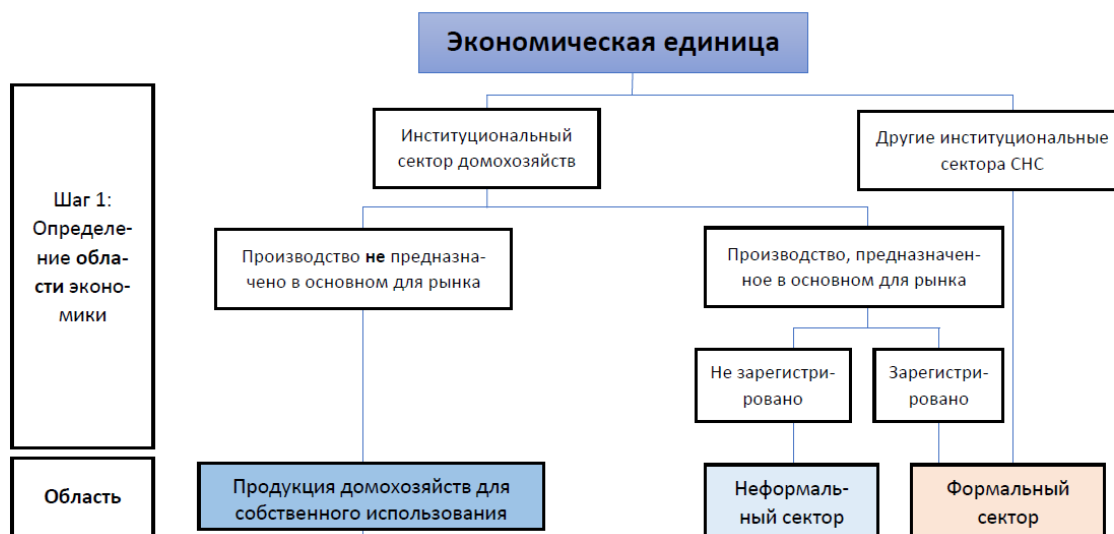 Экономическая единица
Институциональный
сектор домохозяйств
Другие институциональные
сектора СНС
Шаг 1:
Определе-
ние обла-
сти эконо-
мики
Производство не предназна-
чено в основном для рынка
Производство, предназначен-
ное в основном для рынка
Не зарегистри-
ровано
Зарегистри-
ровано
Область
Продукция домохозяйств для
собственного использования
Неформаль-
ный сектор
Формальный
сектор